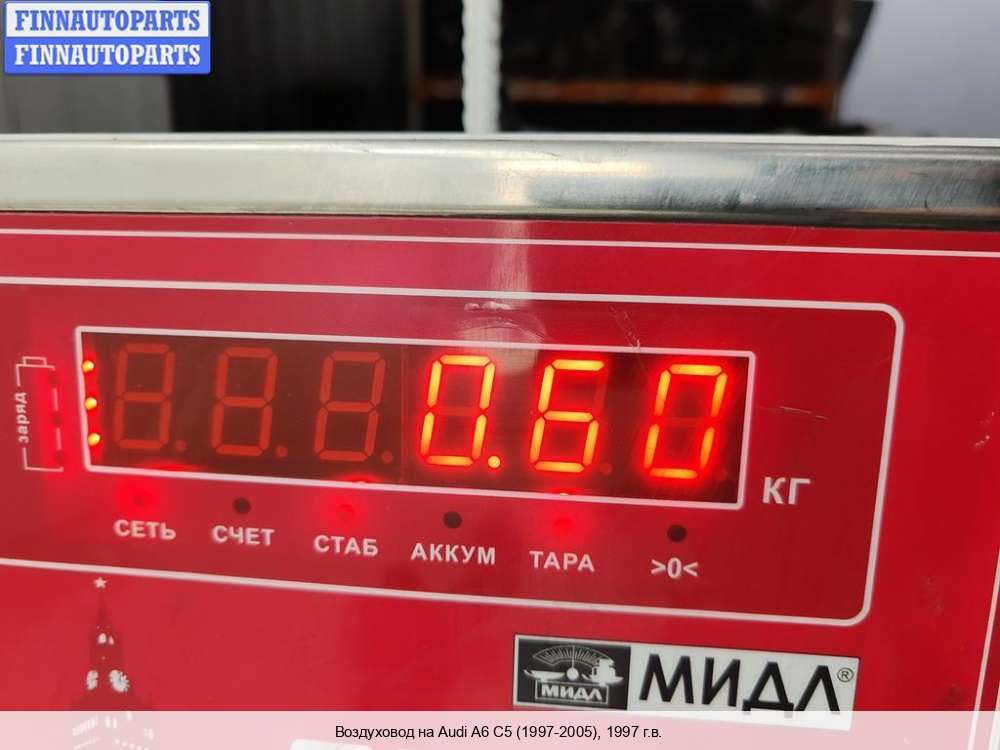 FINNAUTOPARTS
FINNAUTOPARTS
заряд
0.60
КГ
СЕТЬ СЧЕТ СТАБ АККУМ ТАРА >0<
МИДЛ МИДЛ®
Воздуховод на Audi A6 C5 (1997-2005), 1997 г.в.